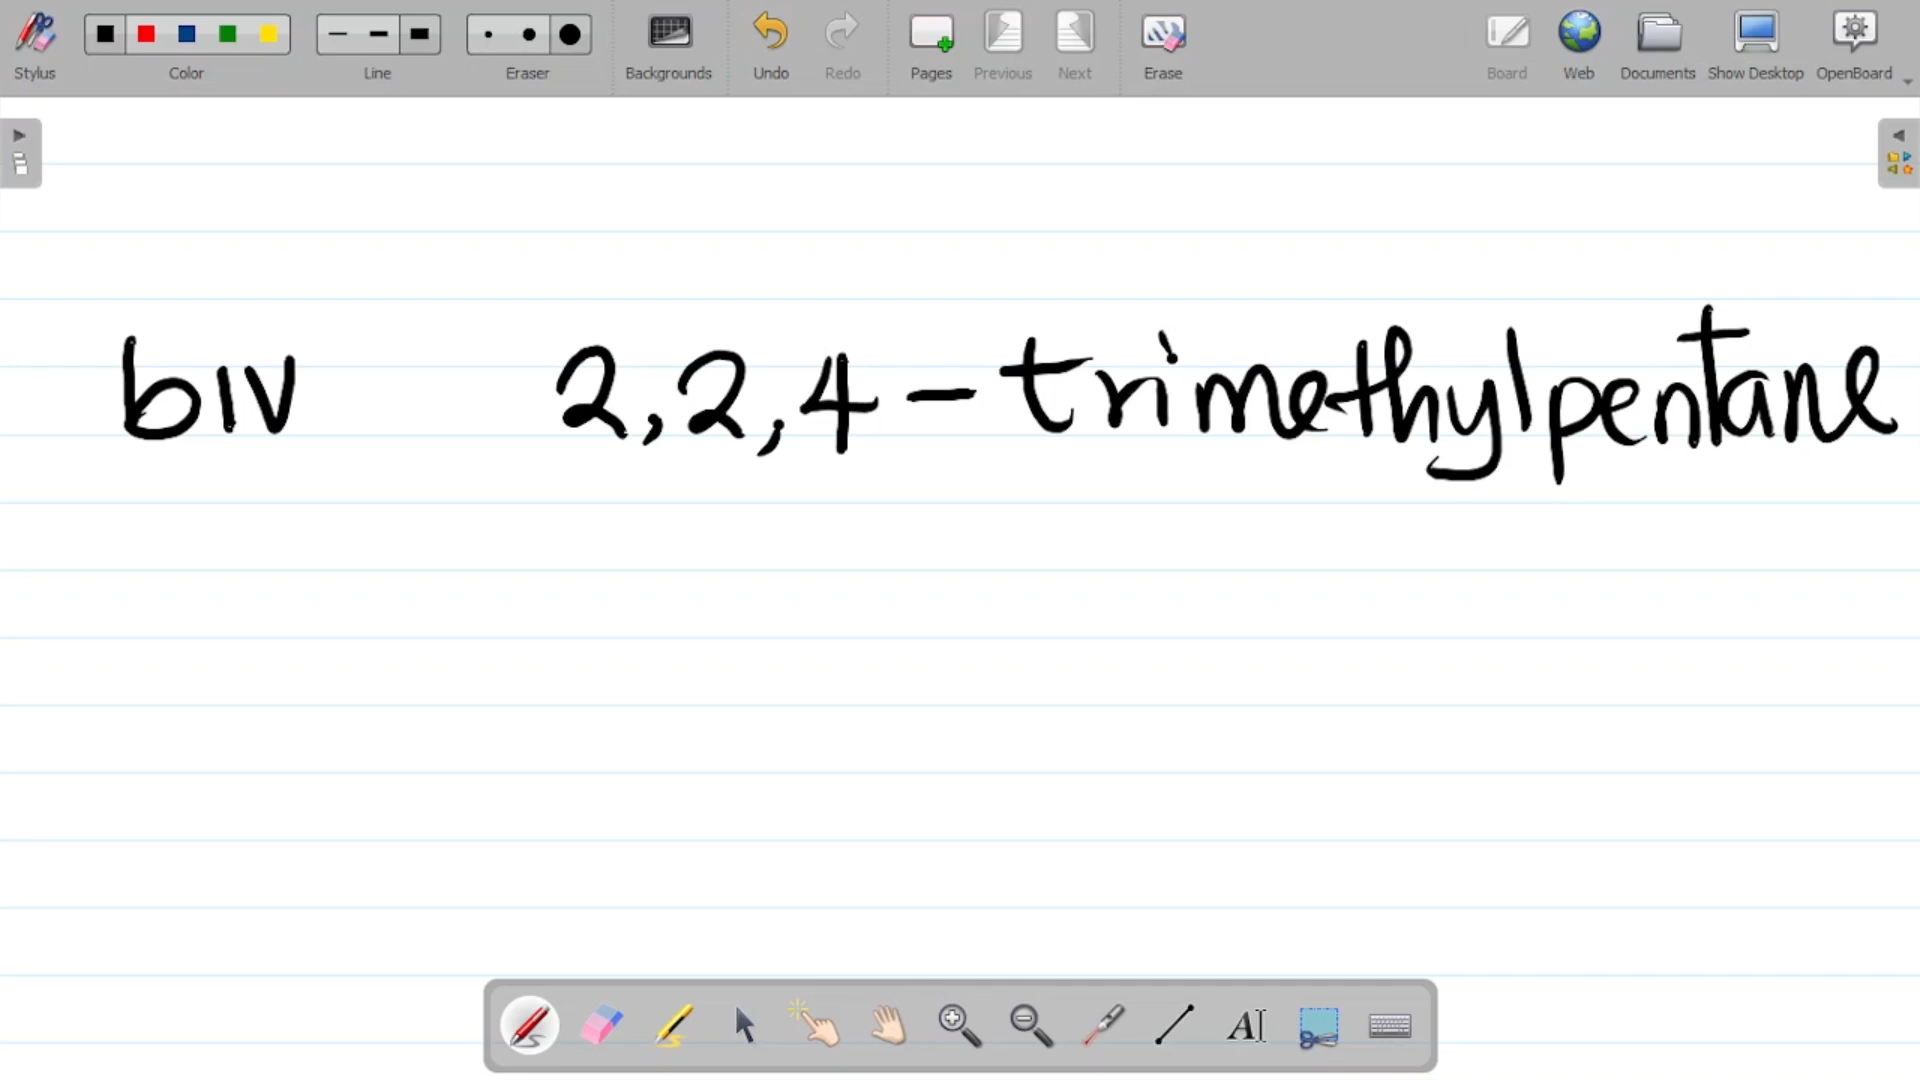 Stylus Color Line Eraser Backgrounds Undo Redo Pages Previous Next Erase Board Web Documents Show Desktop OpenBoard
biv 2,2,4-trimethylpentane